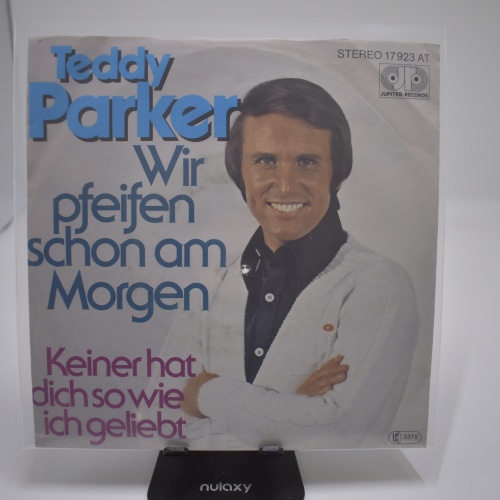 Teddy
Parker
STEREO 17 923 AT
JUPITER-RECORDS
Wir
pfeifen
schon am
Morgen
Keiner hat
dich so wie
ich geliebt
nulaxy